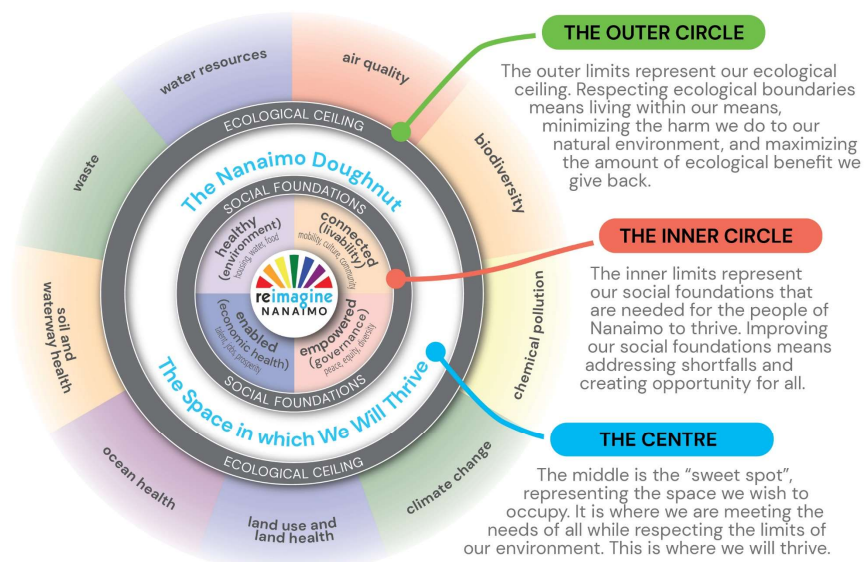 water resources
air quality
biodiversity
chemical pollution
climate change
land use and
land health
ocean health
soil and
waterway health
waste
ECOLOGICAL CEILING
The Nanaimo Doughnut
SOCIAL FOUNDATIONS
healthy
(environment)
housing, water, food
connected
(livability)
mobility, culture, community
reimagine
NANAIMO
enabled
(economic health)
talent, jobs, prosperity
empowered
(governance)
peace, equity, diversity
SOCIAL FOUNDATIONS
The Space in which We Will Thrive
ECOLOGICAL CEILING
THE OUTER CIRCLE
The outer limits represent our ecological
ceiling. Respecting ecological boundaries
means living within our means,
minimizing the harm we do to our
natural environment, and maximizing
the amount of ecological benefit we
give back.
THE INNER CIRCLE
The inner limits represent
our social foundations that
are needed for the people of
Nanaimo to thrive. Improving
our social foundations means
addressing shortfalls and
creating opportunity for all.
THE CENTRE
The middle is the “sweet spot”,
representing the space we wish to
occupy. It is where we are meeting the
needs of all while respecting the limits of
our environment. This is where we will thrive.